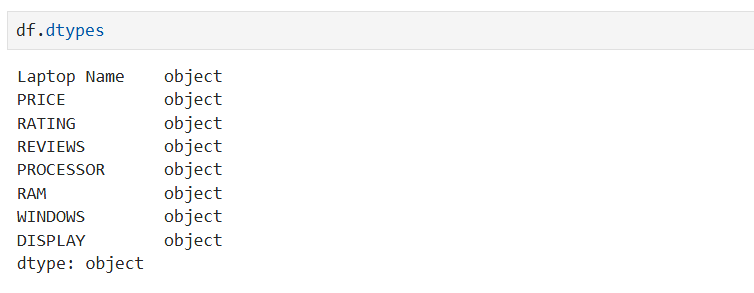 df.dtypes
Laptop Name    object
PRICE          object
RATING         object
REVIEWS        object
PROCESSOR      object
RAM            object
WINDOWS        object
DISPLAY        object
dtype: object